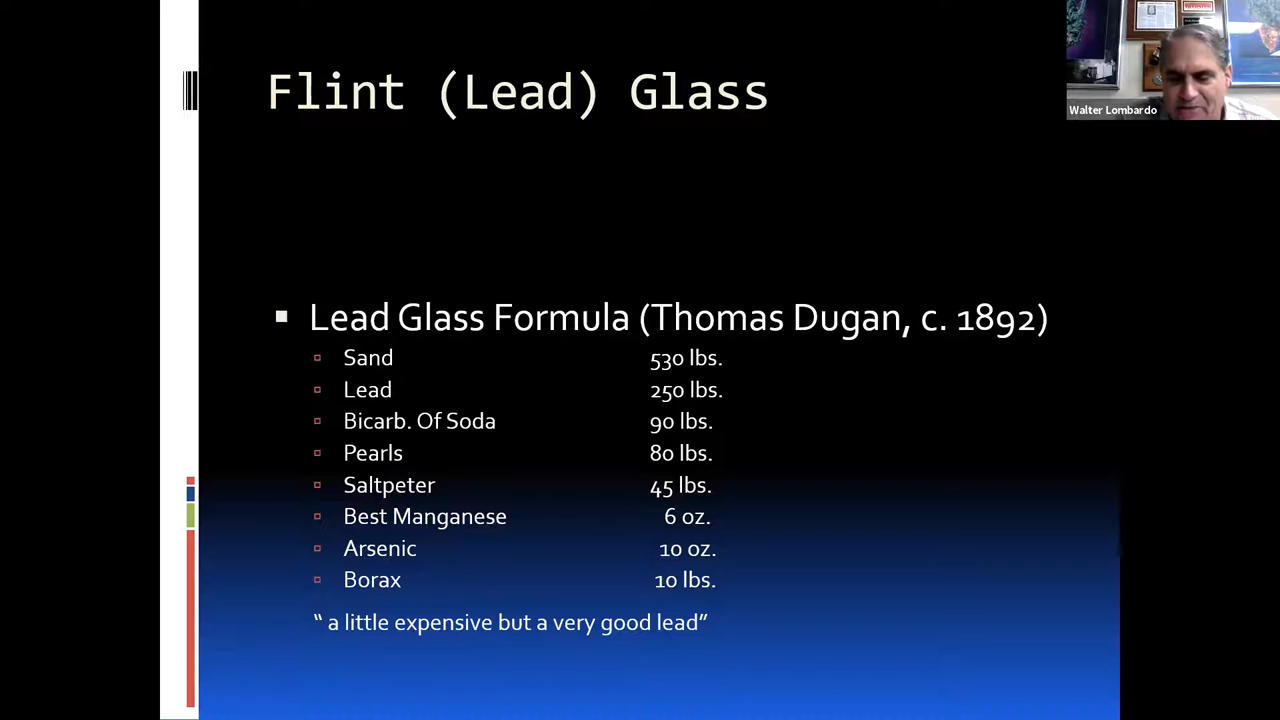 Flint (Lead) Glass
Walter Lombardo
Lead Glass Formula (Thomas Dugan, c. 1892)
Sand 530 lbs.
Lead 250 lbs.
Bicarb. Of Soda 90 lbs.
Pearls 80 lbs.
Saltpeter 45 lbs.
Best Manganese 6 oz.
Arsenic 10 oz.
Borax 10 lbs.
“ a little expensive but a very good lead”